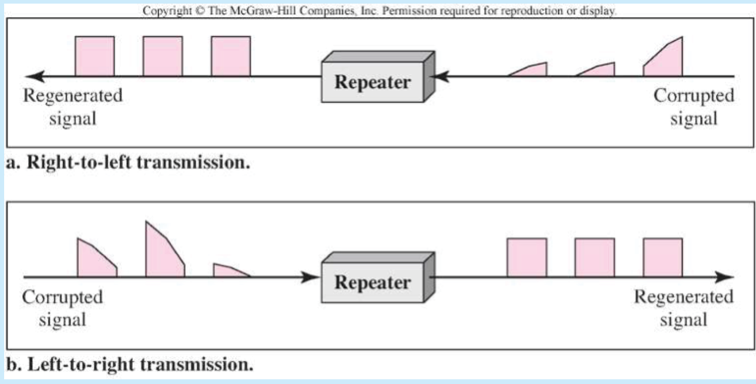 Copyright © The McGraw-Hill Companies, Inc. Permission required for reproduction or display.
Repeater
Regenerated
signal
Corrupted
signal
a. Right-to-left transmission.
Repeater
Corrupted
signal
Regenerated
signal
b. Left-to-right transmission.